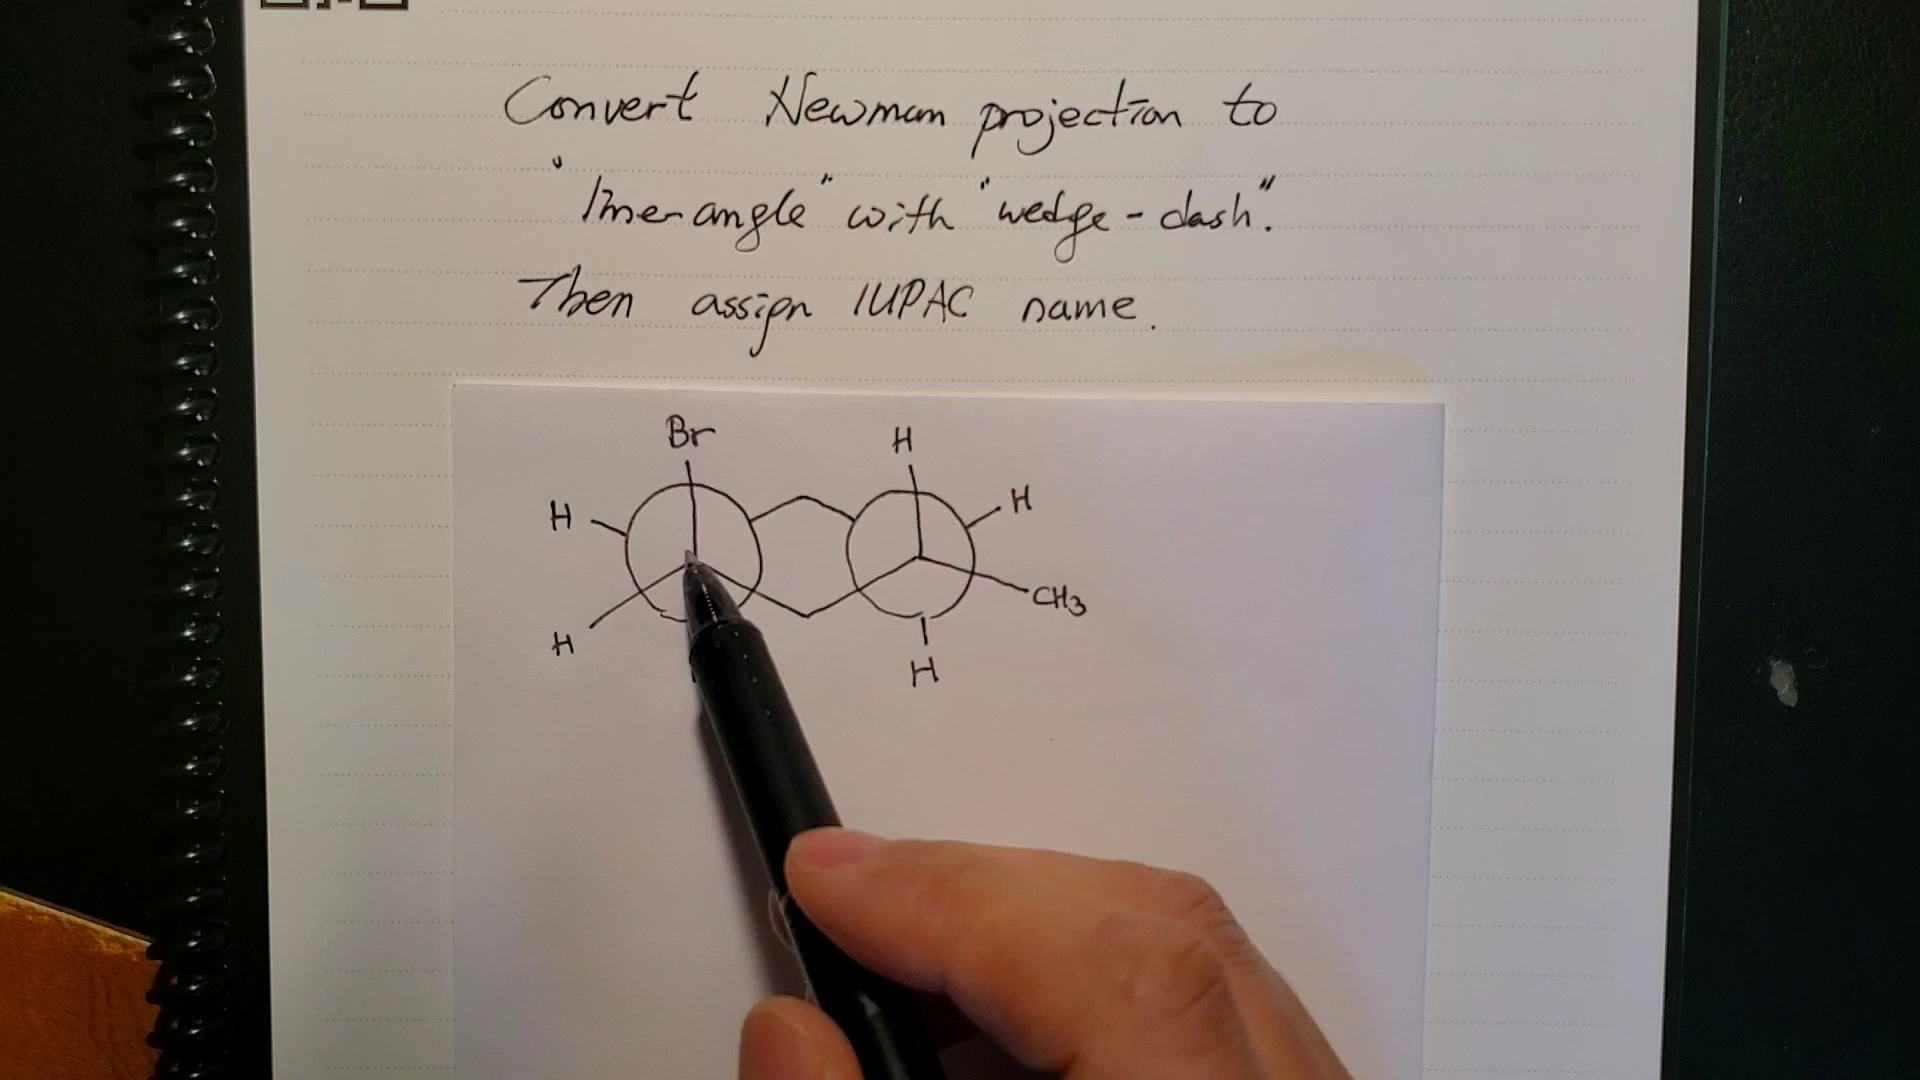 Convert Newman projection to
"line-angle" with "wedge-dash".
Then assign IUPAC name.
Br
H
H
H
H
CH3
H